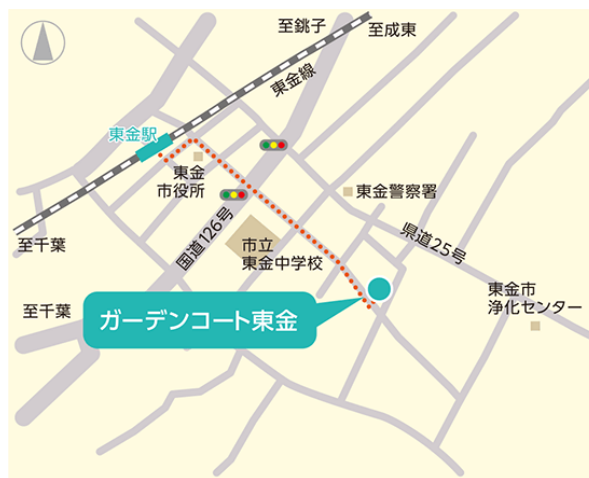 至銚子
至成東
東金線
東金駅
東金
市役所
東金警察署
国道126号
市立
東金中学校
県道25号
至千葉
至千葉
ガーデンコート東金
東金市
浄化センター